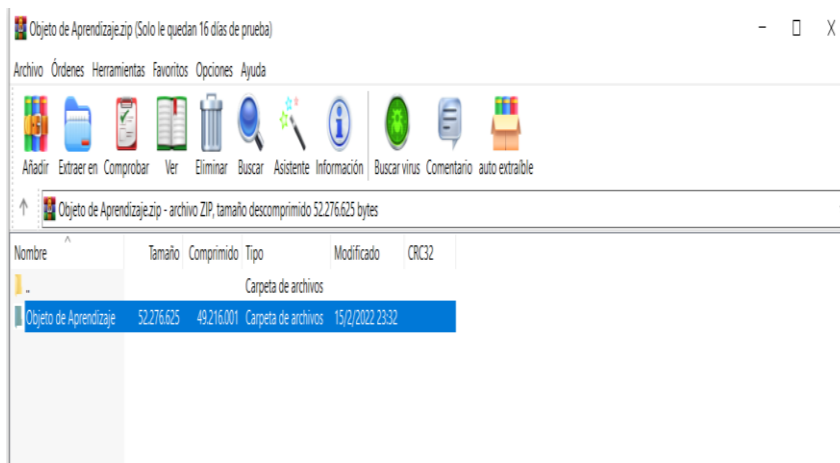 Objeto de Aprendizaje.zip (Solo le quedan 16 días de prueba)
Archivo Órdenes Herramientas Favoritos Opciones Ayuda
Añadir Extraer en Comprobar Ver Eliminar Buscar Asistente Información Buscar virus Comentario auto extraíble
Objeto de Aprendizaje.zip - archivo ZIP, tamaño descomprimido 52.276.625 bytes
Nombre Tamaño Comprimido Tipo Modificado CRC32
.. Carpeta de archivos
Objeto de Aprendizaje 52.276.625 49.216.001 Carpeta de archivos 15/2/2022 23:32